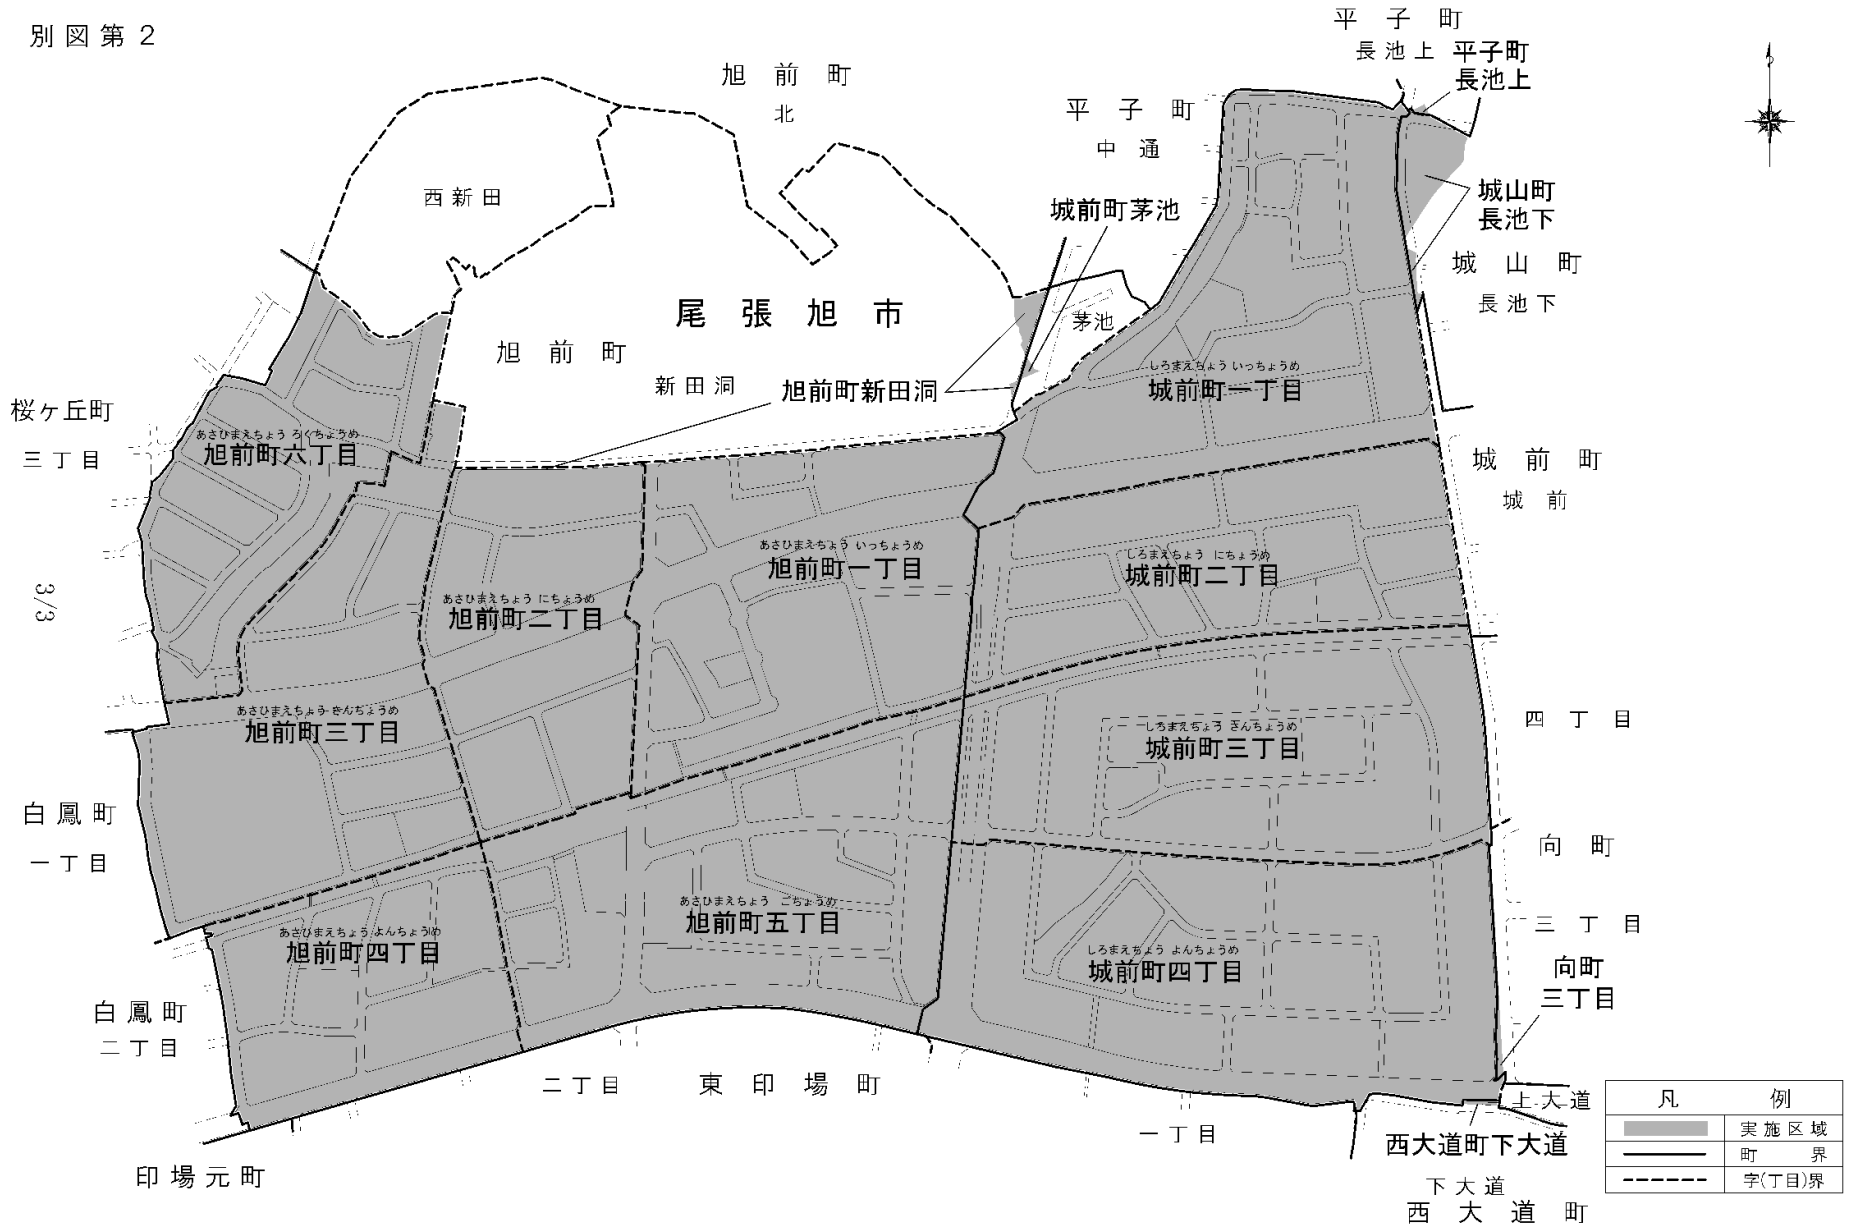 別図第２
平子町
長池上
平子町
長池上
旭前町
北
平子町
中通
西新田
城前町茅池
城山町
長池下
城山町
長池下
尾張旭市
茅池
旭前町
新田洞
旭前町新田洞
しろまえちょう いっちょうめ
城前町一丁目
桜ヶ丘町
三丁目
あさひまえちょう ろくちょうめ
旭前町六丁目
城前町
城前
あさひまえちょう いっちょうめ
旭前町一丁目
しろまえちょう にちょうめ
城前町二丁目
3/3
あさひまえちょう にちょうめ
旭前町二丁目
あさひまえちょう さんちょうめ
旭前町三丁目
しろまえちょう さんちょうめ
城前町三丁目
四丁目
白鳳町
一丁目
向町
三丁目
あさひまえちょう ごちょうめ
旭前町五丁目
あさひまえちょう よんちょうめ
旭前町四丁目
しろまえちょう よんちょうめ
城前町四丁目
向町
三丁目
白鳳町
二丁目
二丁目
東印場町
一丁目
上大道
西大道町下大道
下大道
西大道町
印場元町
凡例
実施区域
町界
字(丁目)界